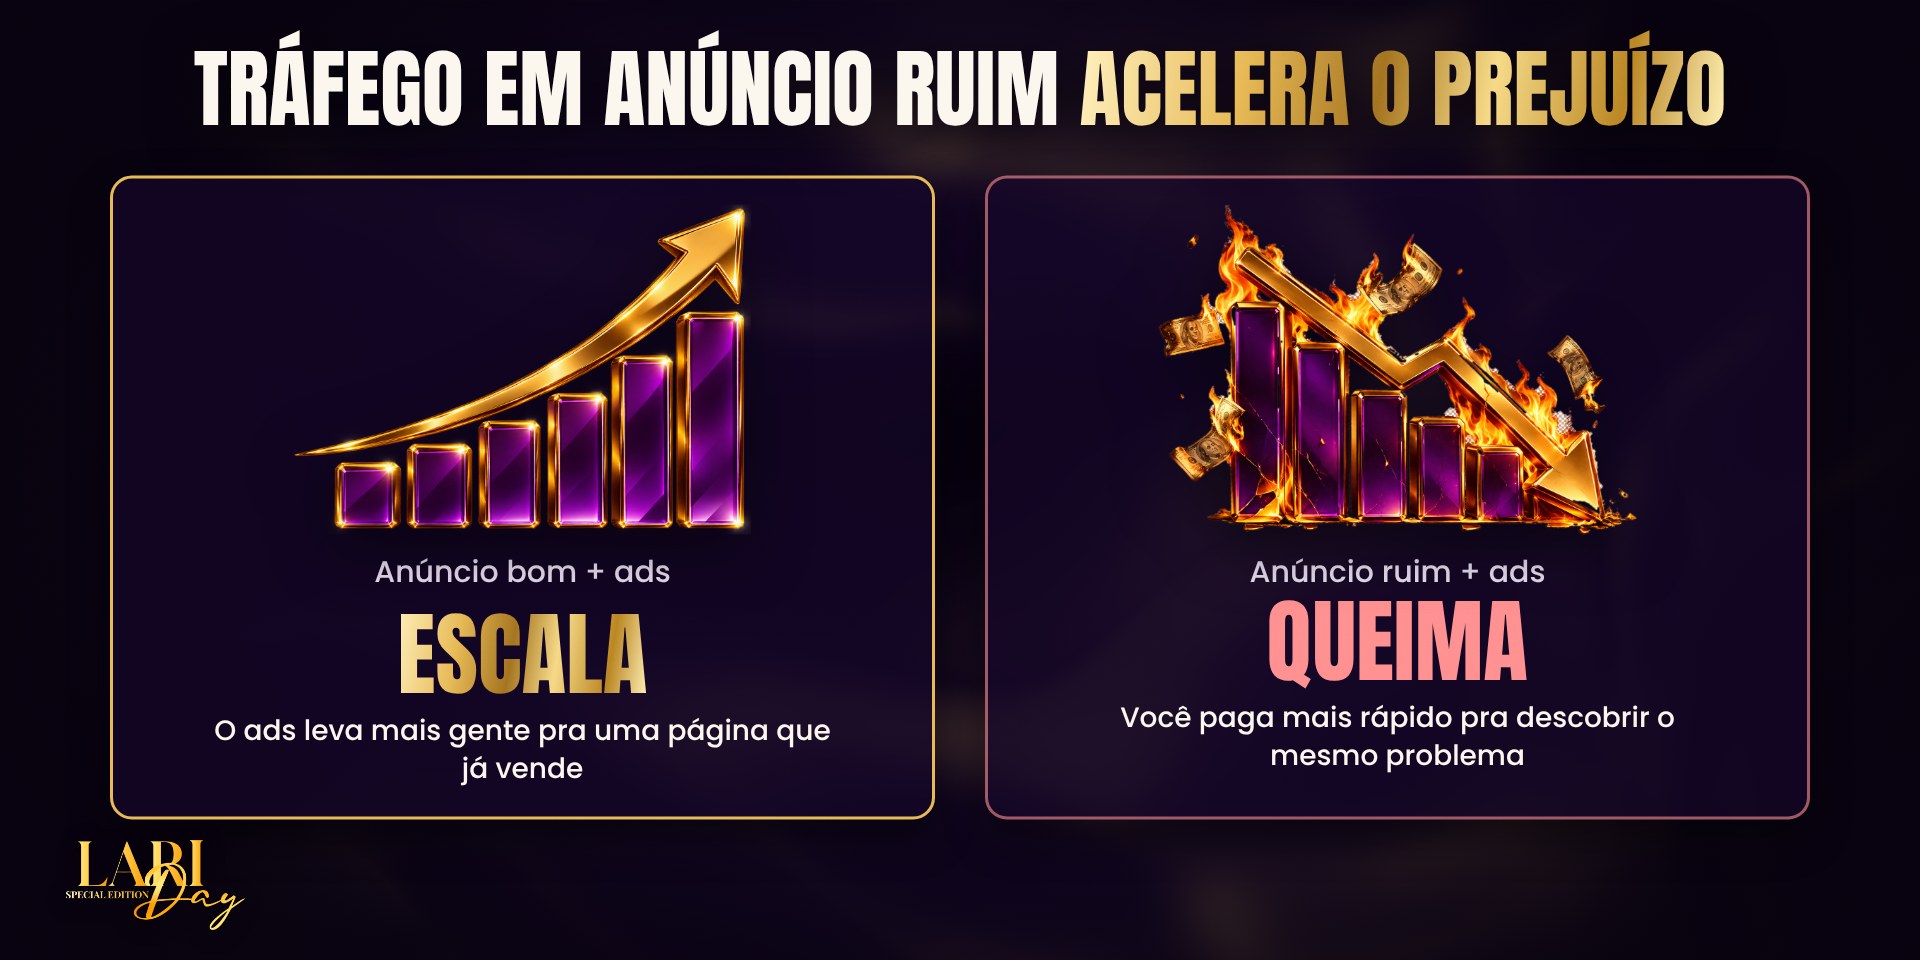 TRÁFEGO EM ANÚNCIO RUIM ACELERA O PREJUÍZO
Anúncio bom + ads
ESCALA
O ads leva mais gente pra uma página que
já vende
Anúncio ruim + ads
QUEIMA
Você paga mais rápido pra descobrir o
mesmo problema
LABI
SPECIAL EDITION
Day